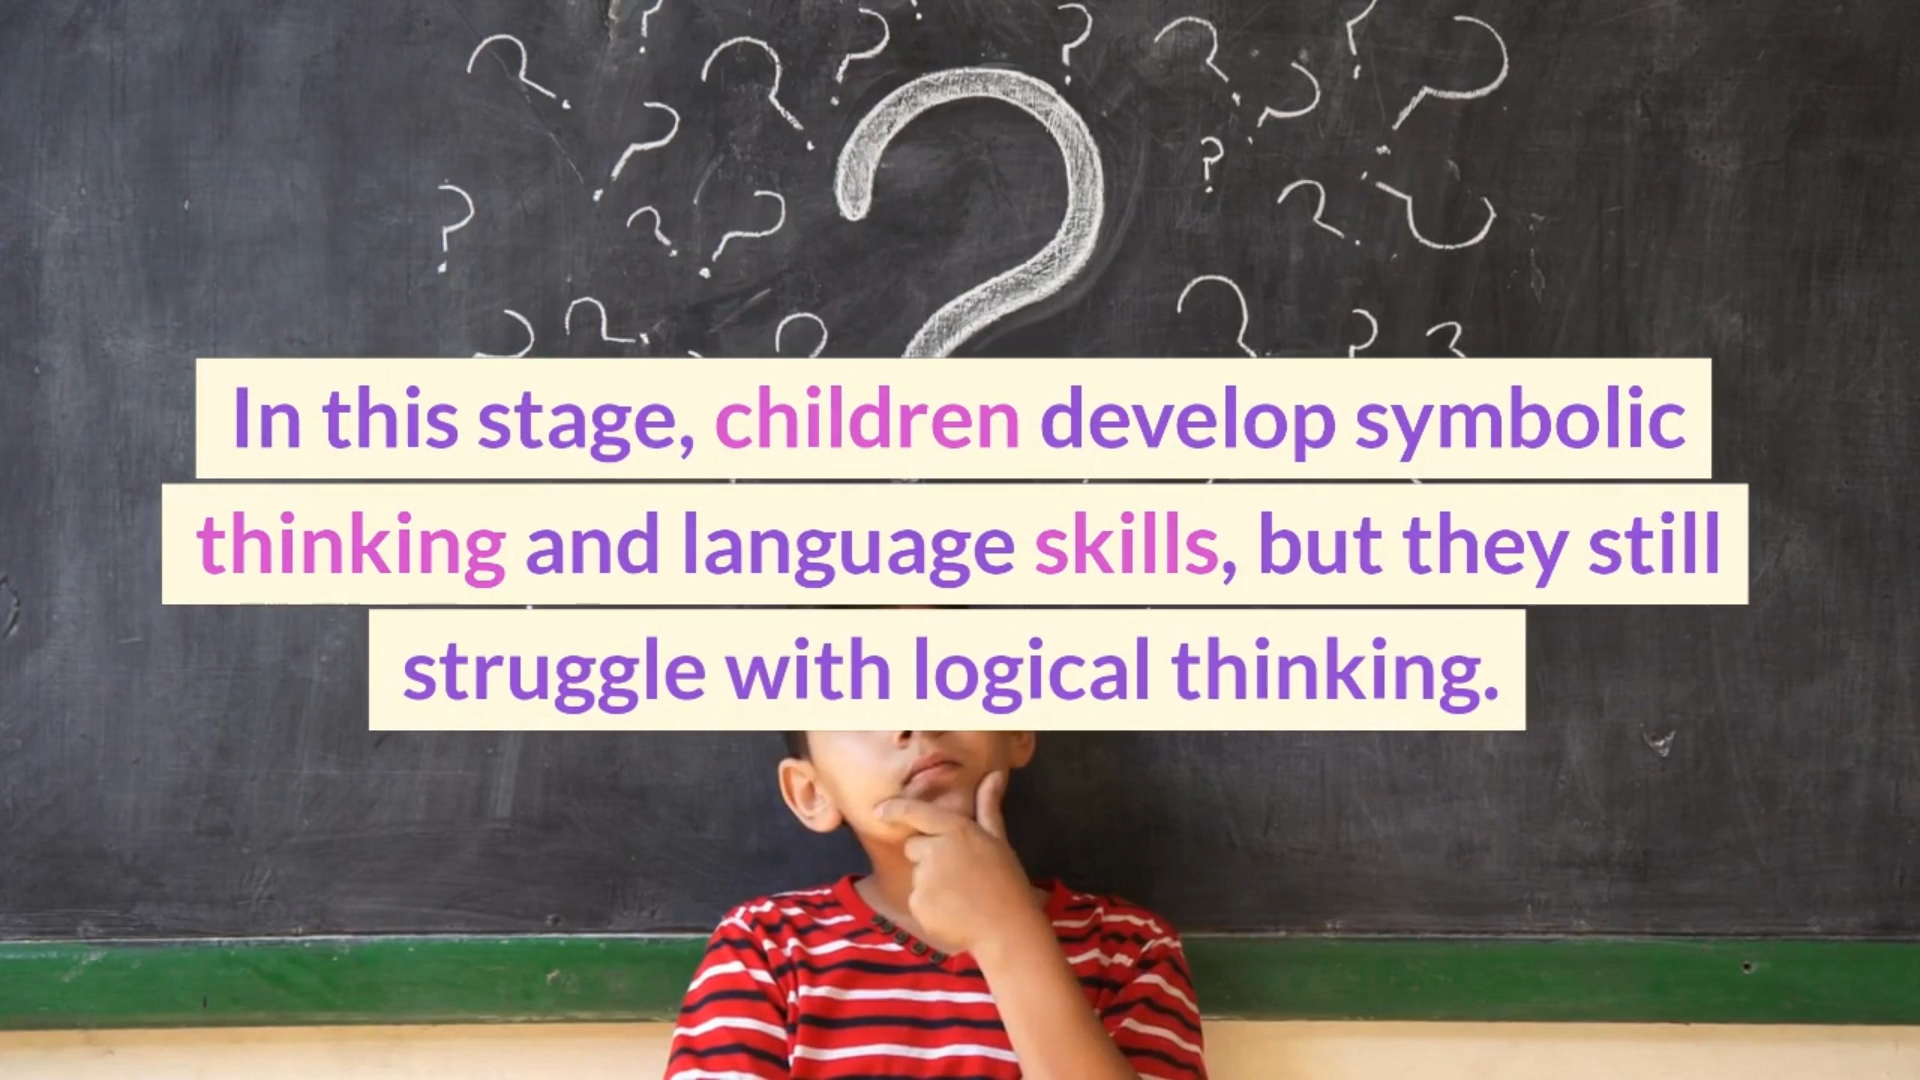 In this stage, children develop symbolic
thinking and language skills, but they still
struggle with logical thinking.